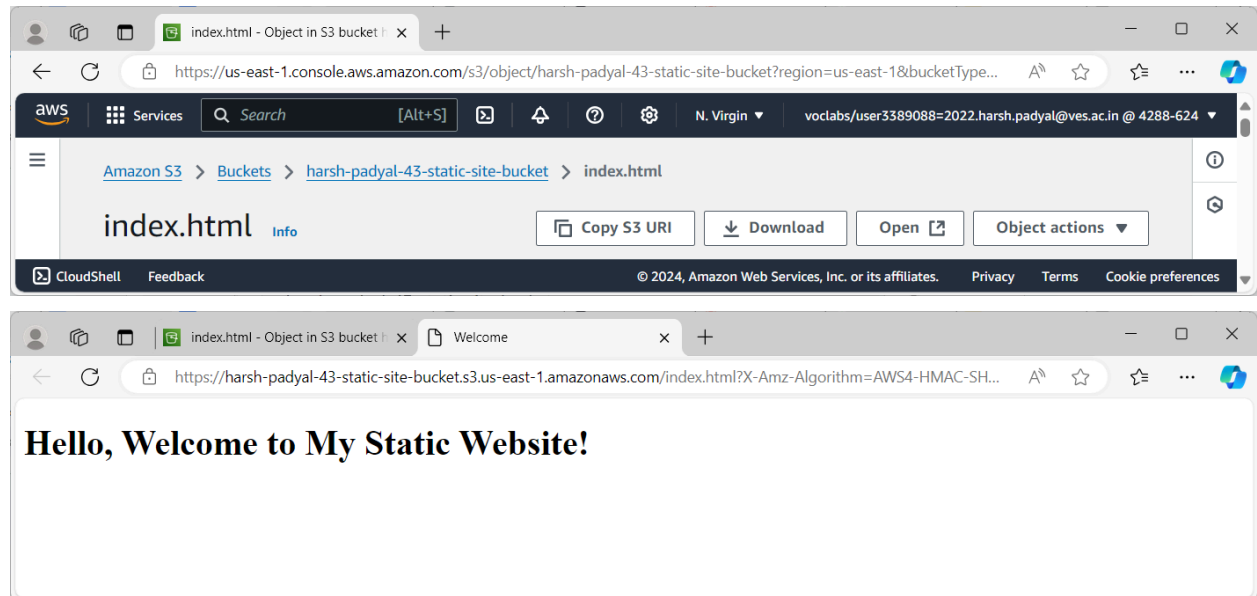 index.html - Object in S3 bucket h
https://us-east-1.console.aws.amazon.com/s3/object/harsh-padyal-43-static-site-bucket?region=us-east-1&bucketType...
aws Services Search [Alt+S] N. Virgin voclabs/user3389088=2022.harsh.padyal@ves.ac.in @ 4288-624
Amazon S3 > Buckets > harsh-padyal-43-static-site-bucket > index.html
index.html Info Copy S3 URI Download Open Object actions
CloudShell Feedback © 2024, Amazon Web Services, Inc. or its affiliates. Privacy Terms Cookie preferences
index.html - Object in S3 bucket h Welcome
https://harsh-padyal-43-static-site-bucket.s3.us-east-1.amazonaws.com/index.html?X-Amz-Algorithm=AWS4-HMAC-SH...
Hello, Welcome to My Static Website!